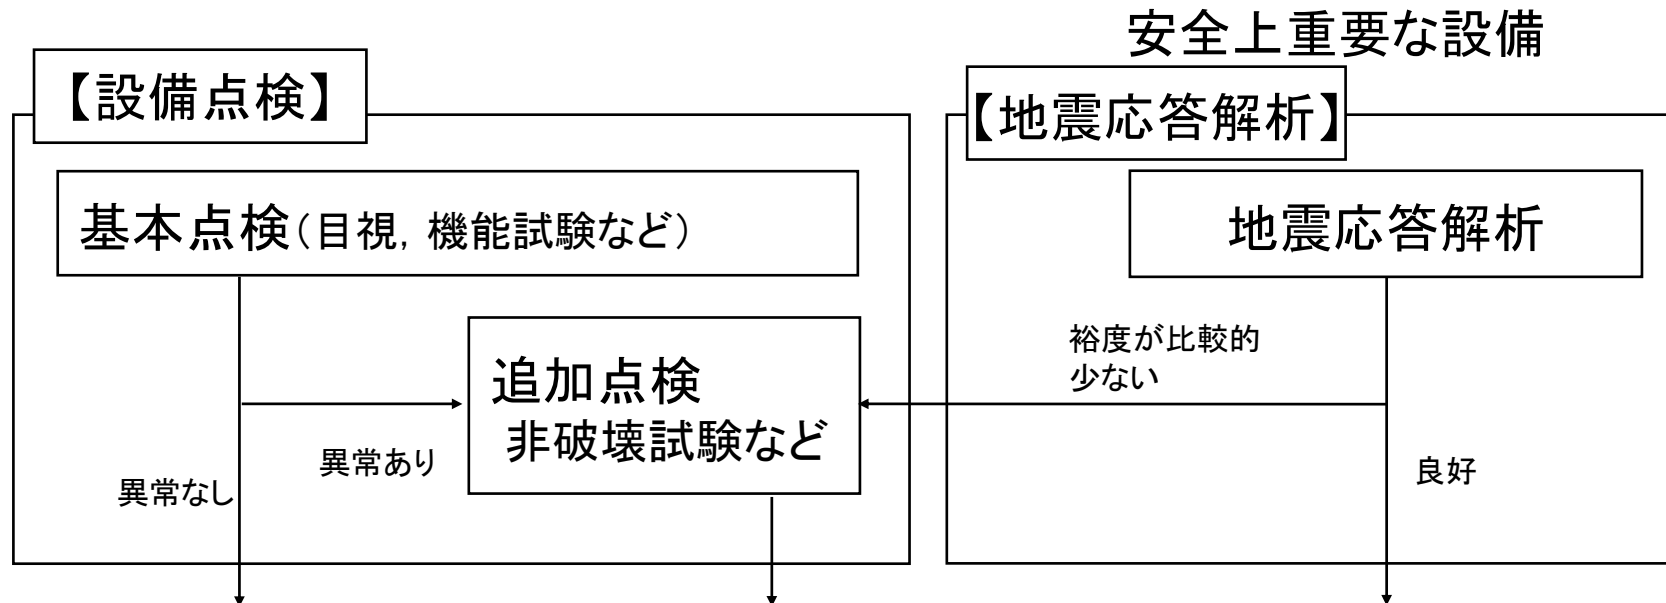 安全上重要な設備
【設備点検】
【地震応答解析】
基本点検(目視，機能試験など)
地震応答解析
追加点検
非破壊試験など
裕度が比較的
少ない
異常あり
異常なし
良好